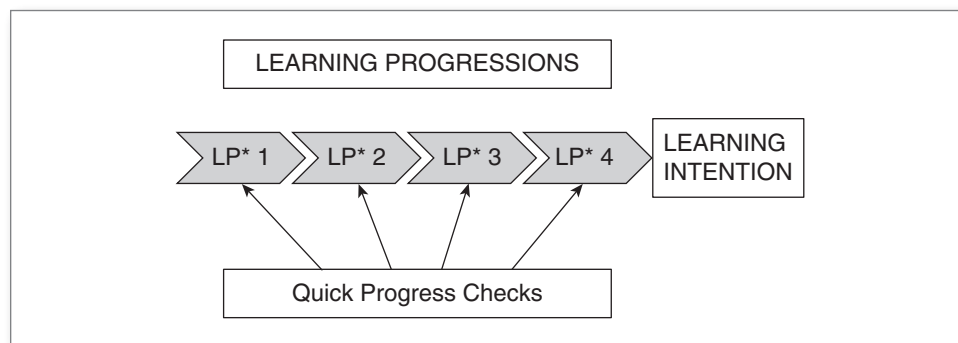 LEARNING PROGRESSIONS
LP* 1
LP* 2
LP* 3
LP* 4
LEARNING
INTENTION
Quick Progress Checks